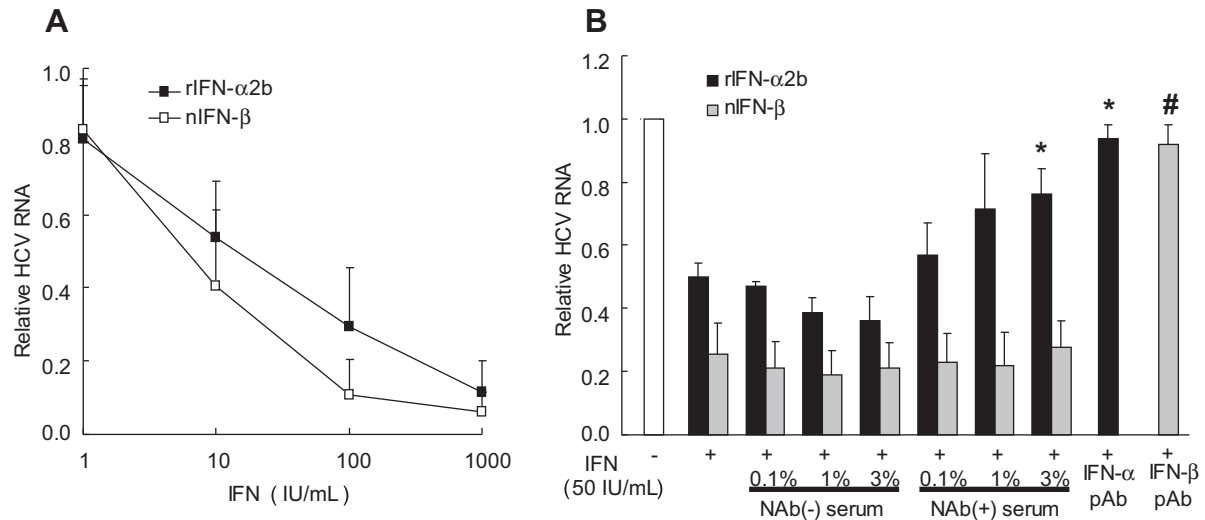 A
Relative HCV RNA
1.0
0.8
0.6
0.4
0.2
0.0
rIFN-α2b
nIFN-β
1 10 100 1000
IFN ( IU/mL)
B
Relative HCV RNA
1.2
1.0
0.8
0.6
0.4
0.2
0.0
rIFN-α2b
nIFN-β
* * #
IFN - + + + + + + + + +
(50 IU/mL) 0.1% 1% 3% 0.1% 1% 3% IFN-α IFN-β
pAb pAb
NAb(-) serum NAb(+) serum